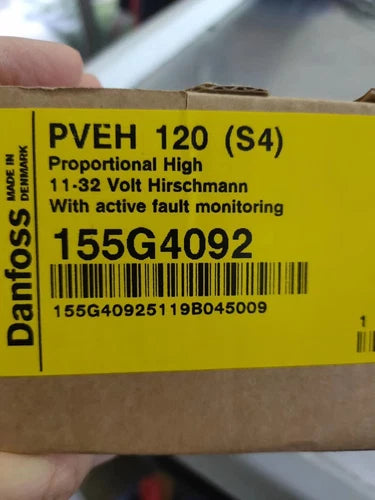 PVEH 120 (S4)
Proportional High
11-32 Volt Hirschmann
With active fault monitoring
155G4092
155G40925119B045009
Danfoss
MADE IN
DENMARK
1